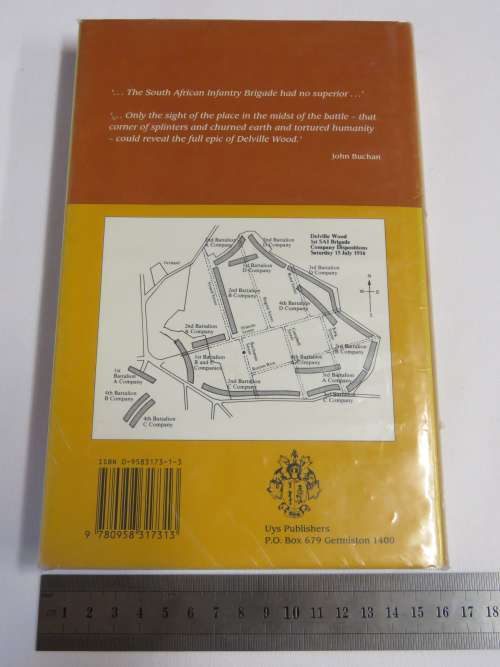 '. . . The South African Infantry Brigade had no superior . . .'
'. . . Only the sight of the place in the midst of the battle – that
corner of splinters and churned earth and tortured humanity
– could reveal the full epic of Delville Wood.'
John Buchan
Delville Wood
1st SAI Brigade
Company Dispositions
Saturday 15 July 1916
3rd Battalion
A Company
2nd Battalion
D Company
1st Battalion
D Company
3rd Battalion
D Company
2nd Battalion
B Company
4th Battalion
D Company
N
2nd Battalion
A Company
3rd Battalion
B Company
1st Battalion
B and
Companies
1st
Battalion
A Company
2nd Battalion
C Company
3rd Battalion
A Company
3rd Battalion
C Company
4th Battalion
B Company
4th Battalion
C Company
ISBN 0-9583173-1-3
9 780958 317313
Uys Publishers
P.O. Box 679 Germiston 1400
1 2 3 4 5 6 7 8 9 10 11 12 13 14 15 16 17 18